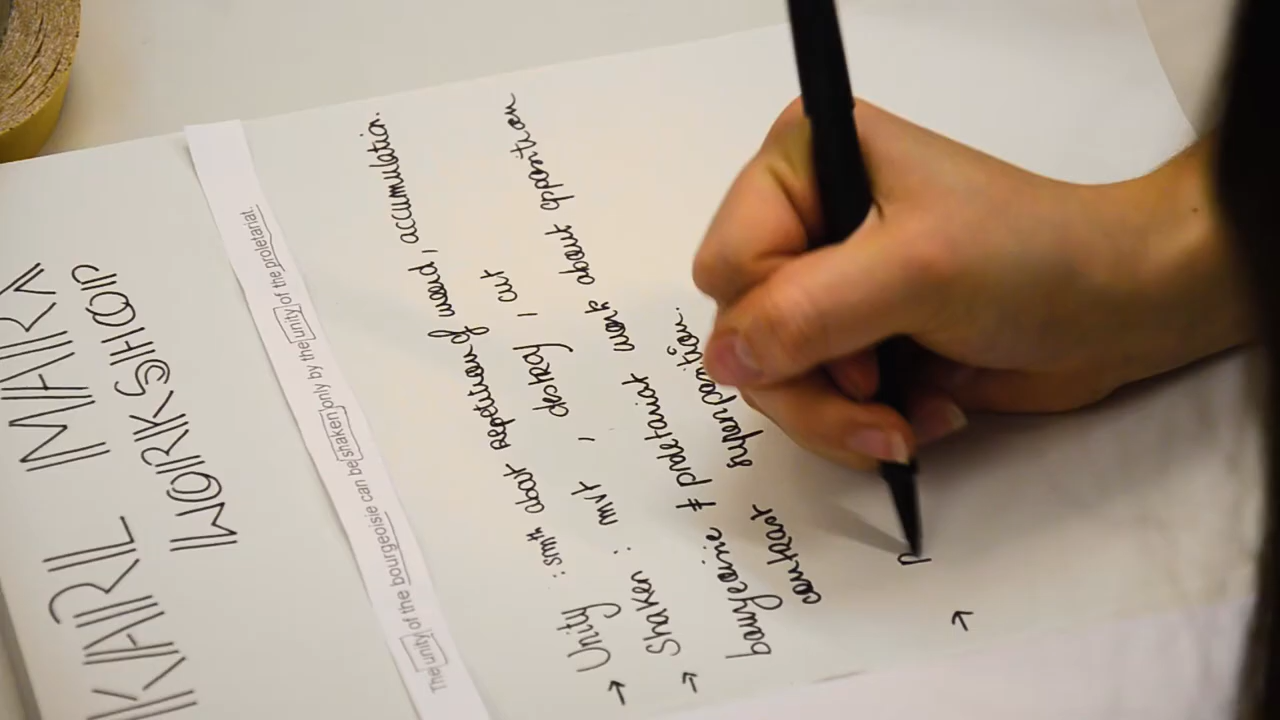 KARL MARX
WORKSHOP
The unity of the bourgeoisie can be shaken only by the unity of the proletariat.
→ Unity : smth about repetition of word, accumulation.
→ Shaken : mvt , destroy , cut
bourgeoisie ≠ proletariat work about opposition
contrast superposition.
→